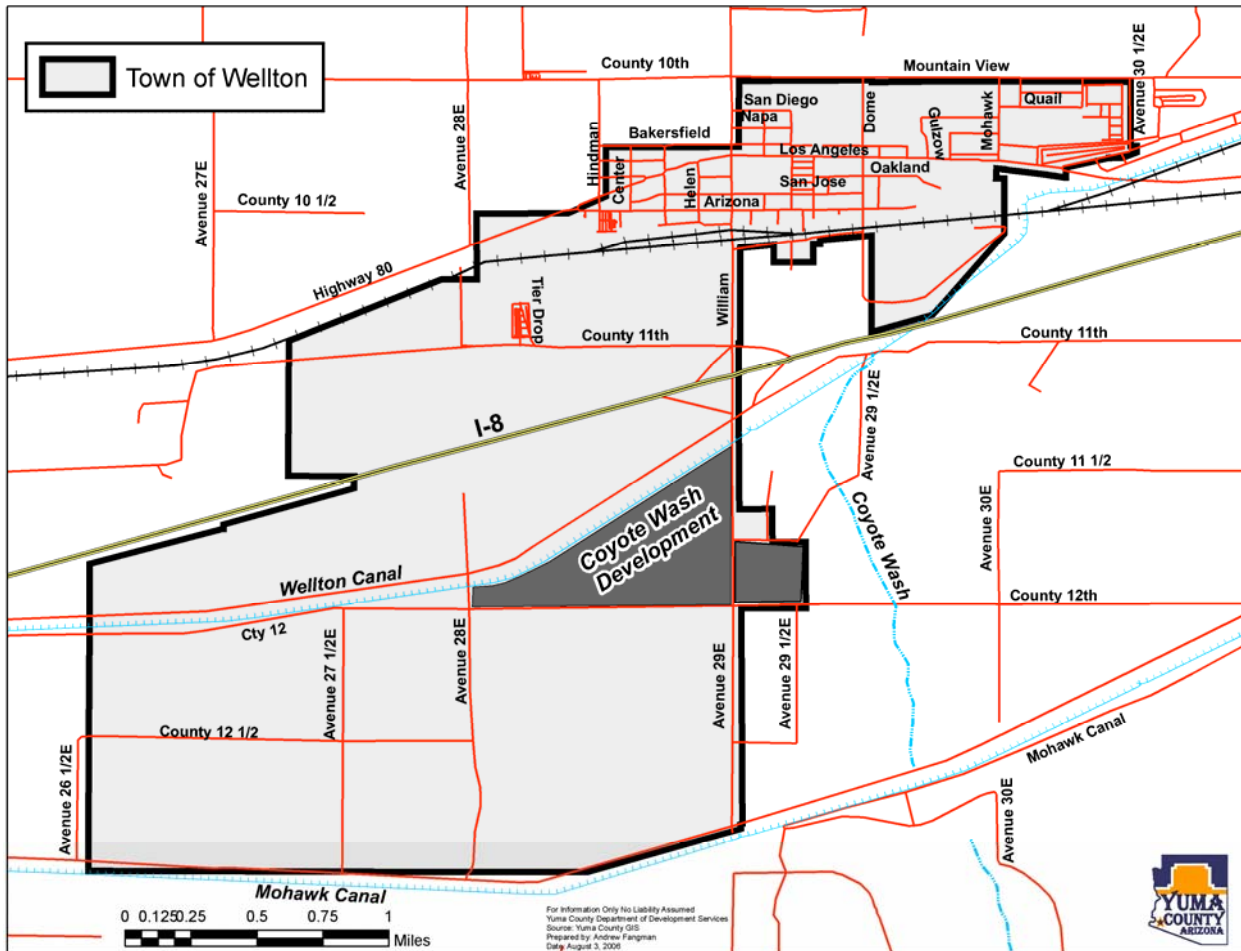 Town of Wellton
County 10th
Mountain View
Avenue 30 1/2E
Avenue 28E
Avenue 27E
San Diego
Napa
Dome
Gulzow
Mohawk
Quail
Bakersfield
Hindman
Center
Los Angeles
Oakland
Helen
San Jose
Arizona
County 10 1/2
Highway 80
Tier Drop
William
County 11th
County 11th
I-8
Avenue 29 1/2E
County 11 1/2
Coyote Wash
Development
Coyote Wash
Avenue 30E
Wellton Canal
County 12th
Cty 12
Avenue 27 1/2E
Avenue 28E
Avenue 29E
Avenue 29 1/2E
County 12 1/2
Avenue 26 1/2E
Mohawk Canal
Avenue 30E
Mohawk Canal
0 0.125 0.25 0.5 0.75 1
Miles
For Information Only No Liability Assumed
Yuma County Department of Development Services
Source: Yuma County GIS
Prepared by: Andrew Fangman
Date: August 3, 2006
YUMA
COUNTY
ARIZONA